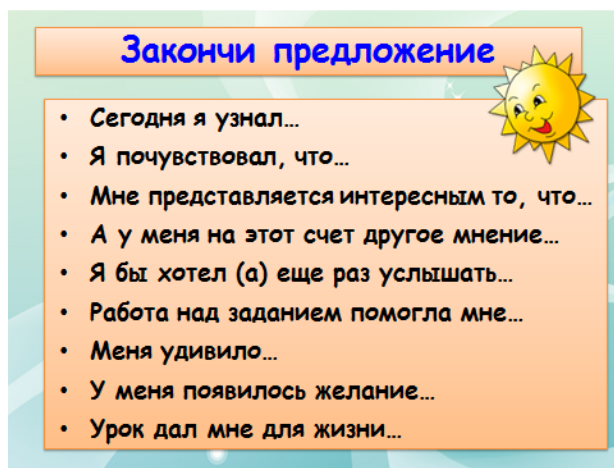 Закончи предложение
• Сегодня я узнал…
• Я почувствовал, что…
• Мне представляется интересным то, что…
• А у меня на этот счет другое мнение…
• Я бы хотел (а) еще раз услышать…
• Работа над заданием помогла мне…
• Меня удивило…
• У меня появилось желание…
• Урок дал мне для жизни…